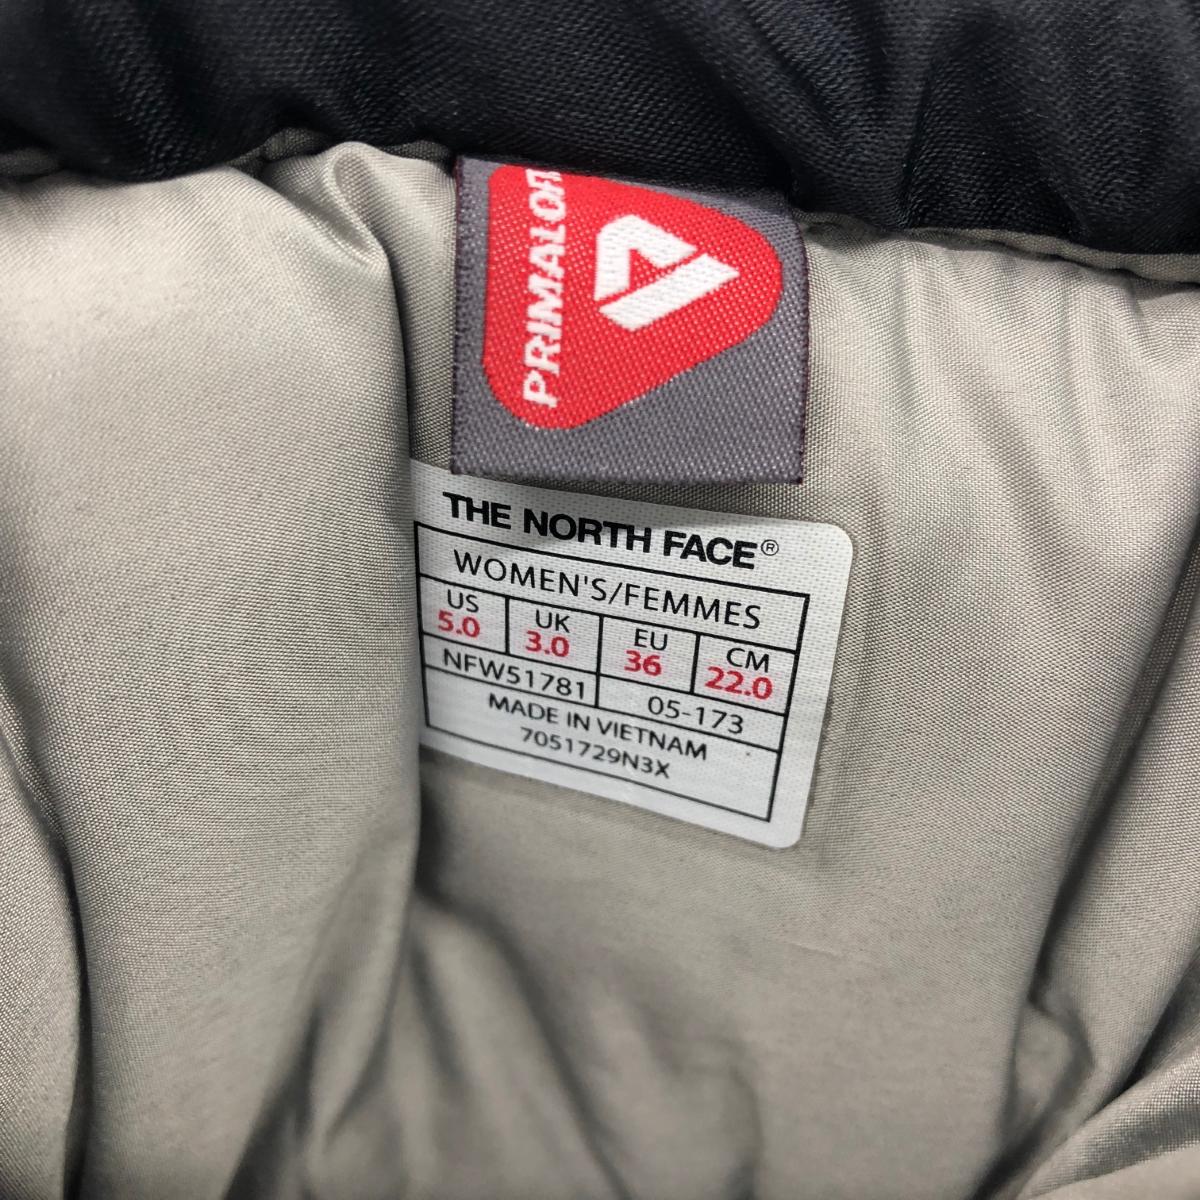 PRIMALOF
THE NORTH FACE®
WOMEN'S/FEMMES
US UK EU CM
5.0 3.0 36 22.0
NFW51781 05-173
MADE IN VIETNAM
7051729N3X